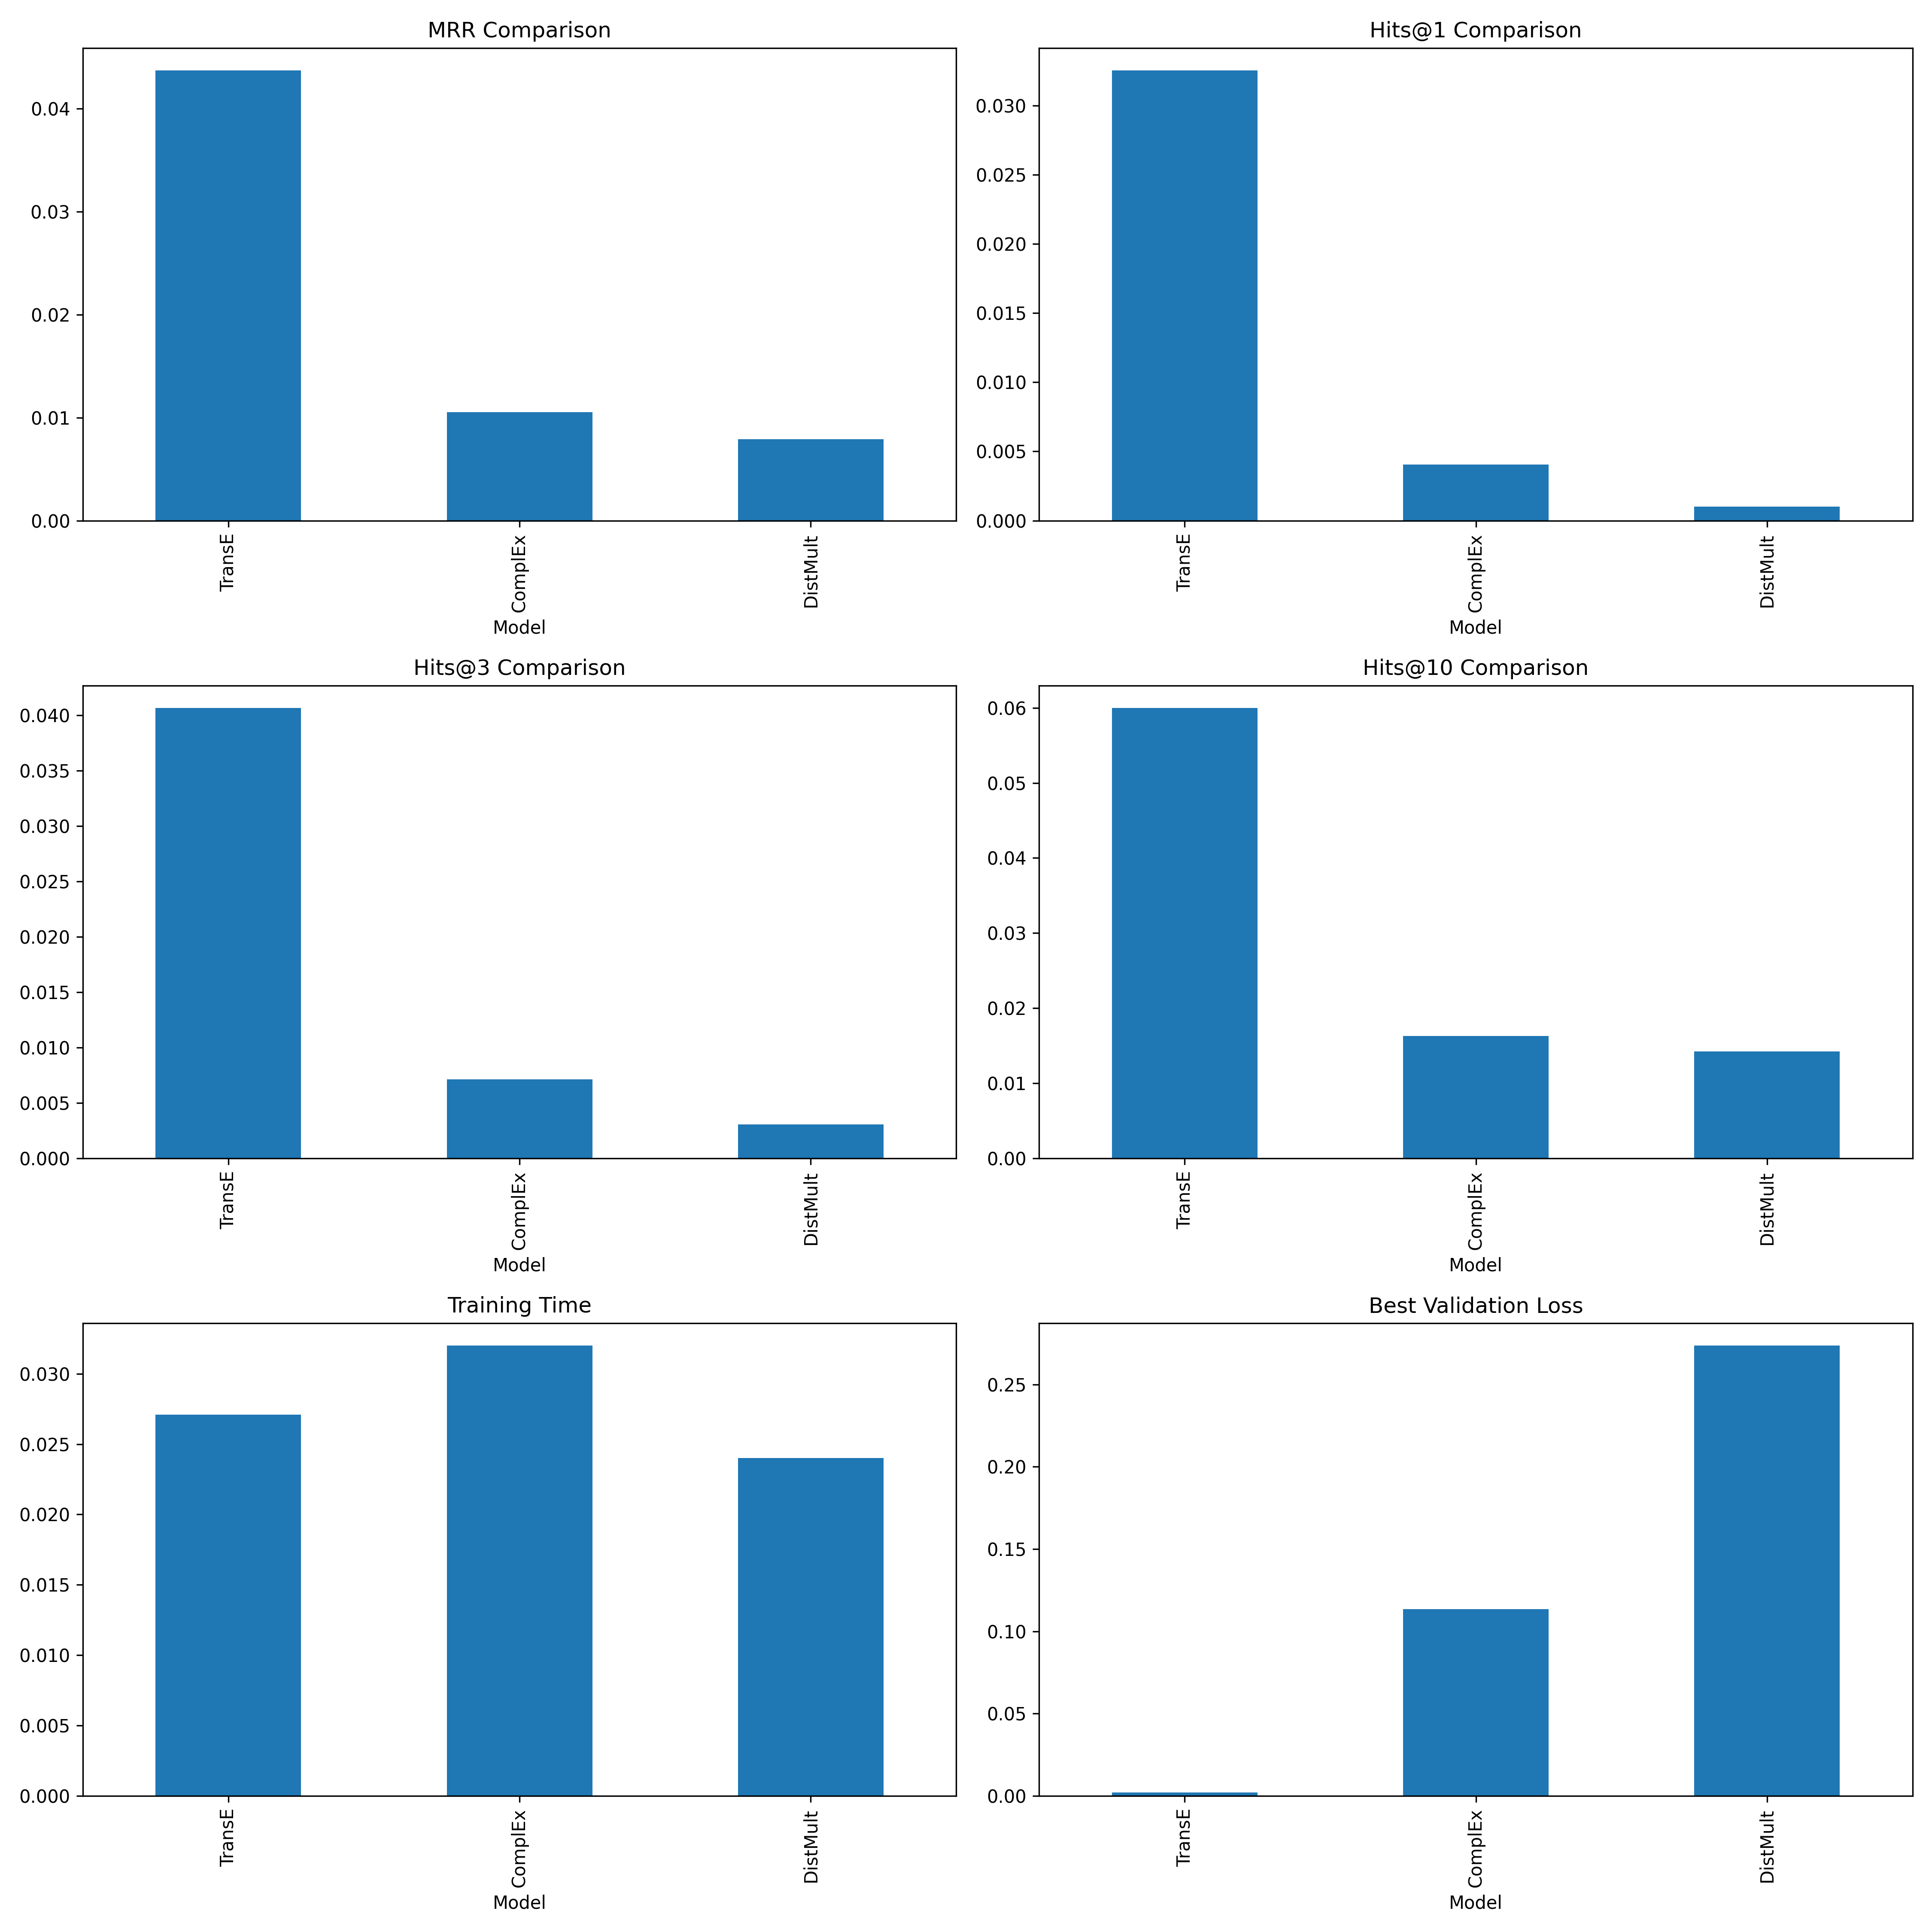 MRR Comparison
0.04
0.03
0.02
0.01
0.00
TransE
ComplEx
DistMult
Model
Hits@1 Comparison
0.030
0.025
0.020
0.015
0.010
0.005
0.000
TransE
ComplEx
DistMult
Model
Hits@3 Comparison
0.040
0.035
0.030
0.025
0.020
0.015
0.010
0.005
0.000
TransE
ComplEx
DistMult
Model
Hits@10 Comparison
0.06
0.05
0.04
0.03
0.02
0.01
0.00
TransE
ComplEx
DistMult
Model
Training Time
0.030
0.025
0.020
0.015
0.010
0.005
0.000
TransE
ComplEx
DistMult
Model
Best Validation Loss
0.25
0.20
0.15
0.10
0.05
0.00
TransE
ComplEx
DistMult
Model